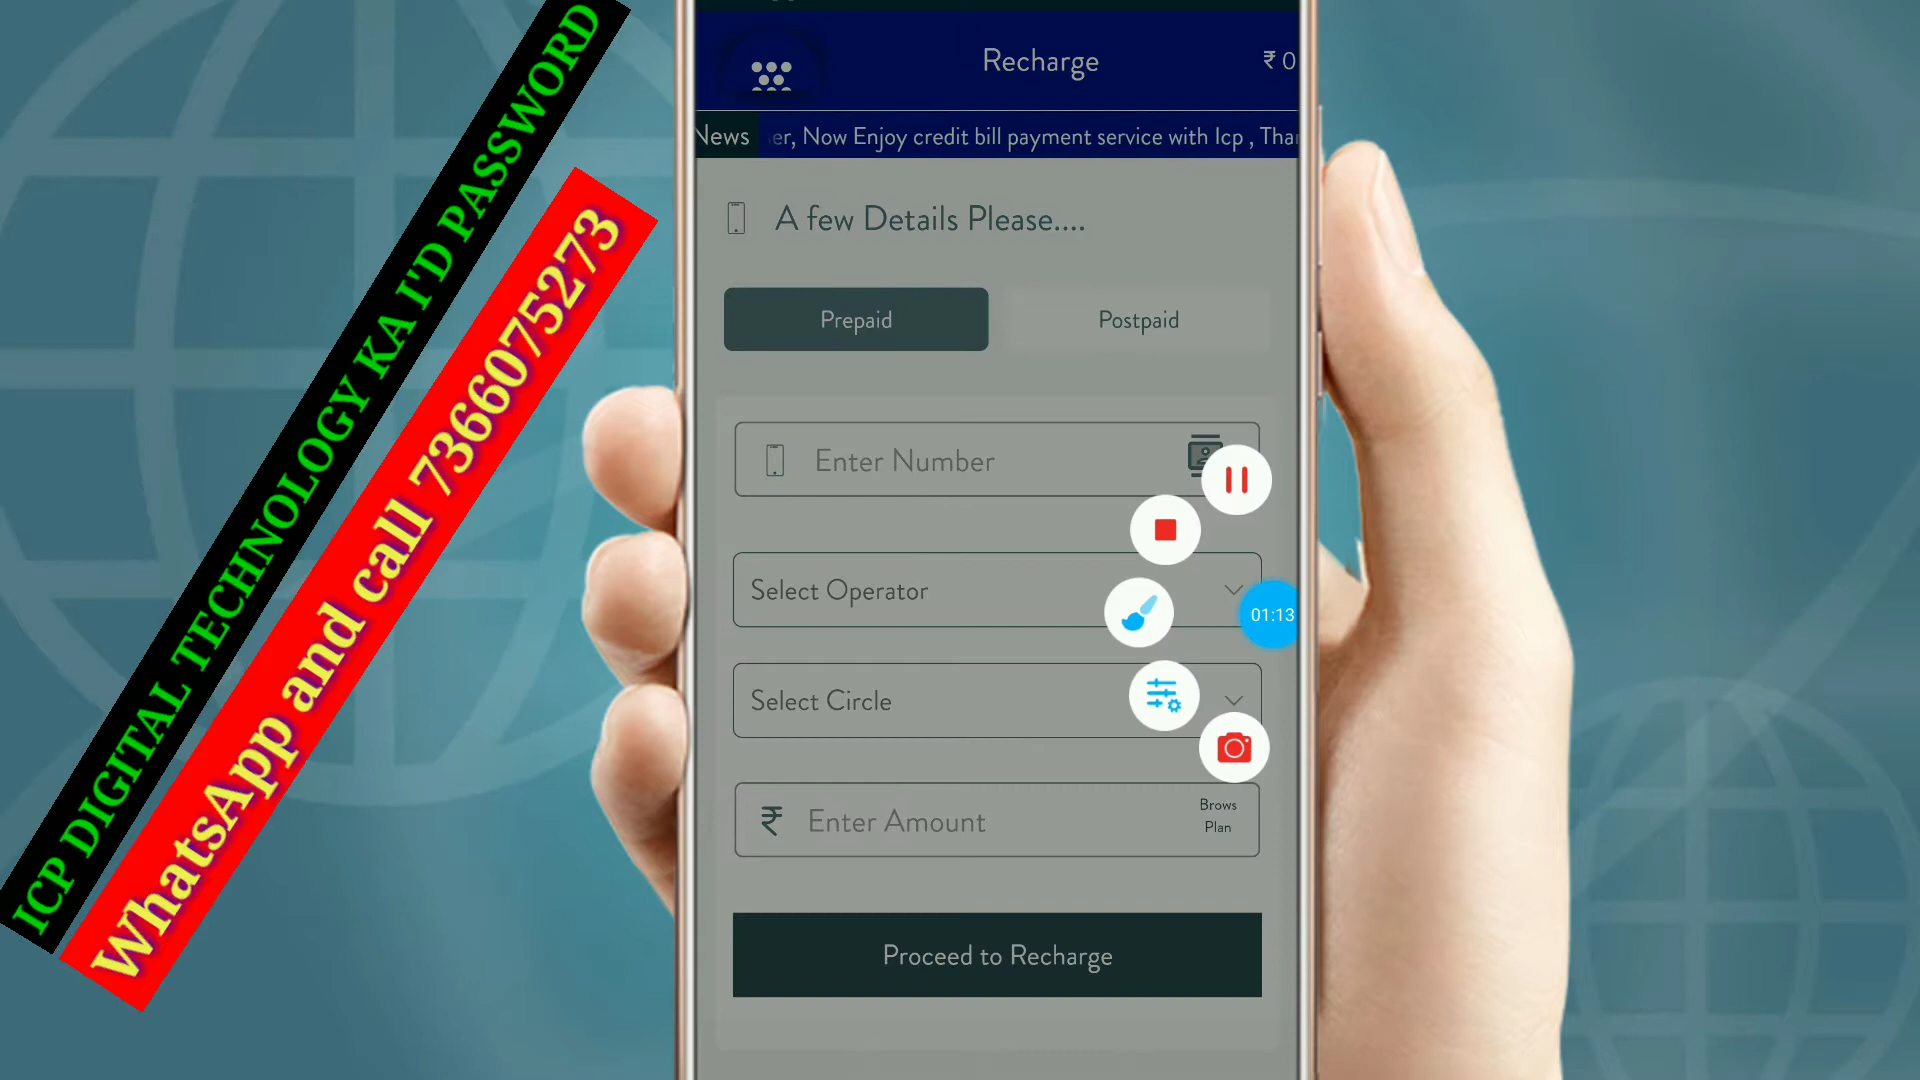 ICP DIGITAL TECHNOLOGY KA I'D PASSWORD
WhatsApp and call 7366075273
Recharge
₹ 0
News
er, Now Enjoy credit bill payment service with Icp , Than
A few Details Please....
Prepaid
Postpaid
Enter Number
Select Operator
01:13
Select Circle
₹ Enter Amount
Brows
Plan
Proceed to Recharge